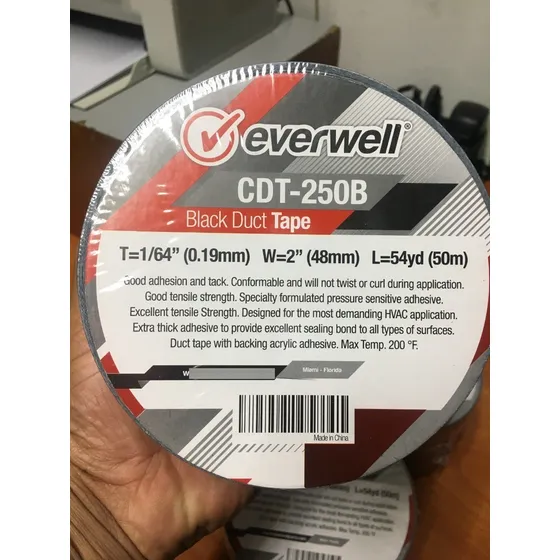 everwell®
CDT-250B
Black Duct Tape
T=1/64” (0.19mm) W=2” (48mm) L=54yd (50m)
Good adhesion and tack. Conformable and will not twist or curl during application.
Good tensile strength. Specialty formulated pressure sensitive adhesive.
Excellent tensile Strength. Designed for the most demanding HVAC application.
Extra thick adhesive to provide excellent sealing bond to all types of surfaces.
Duct tape with backing acrylic adhesive. Max Temp. 200 °F.
W
Miami - Florida
Made in China
L=54yd (50m)